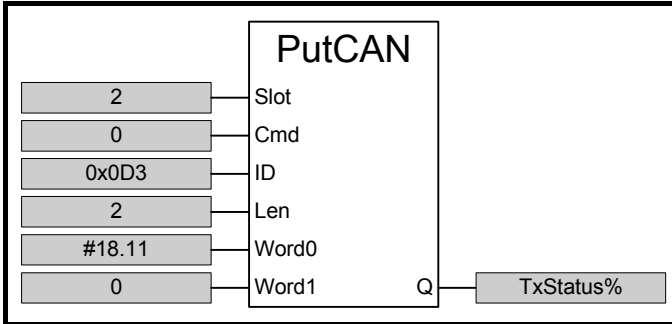 PutCAN
2 Slot
0 Cmd
0x0D3 ID
2 Len
#18.11 Word0
0 Word1 Q TxStatus%